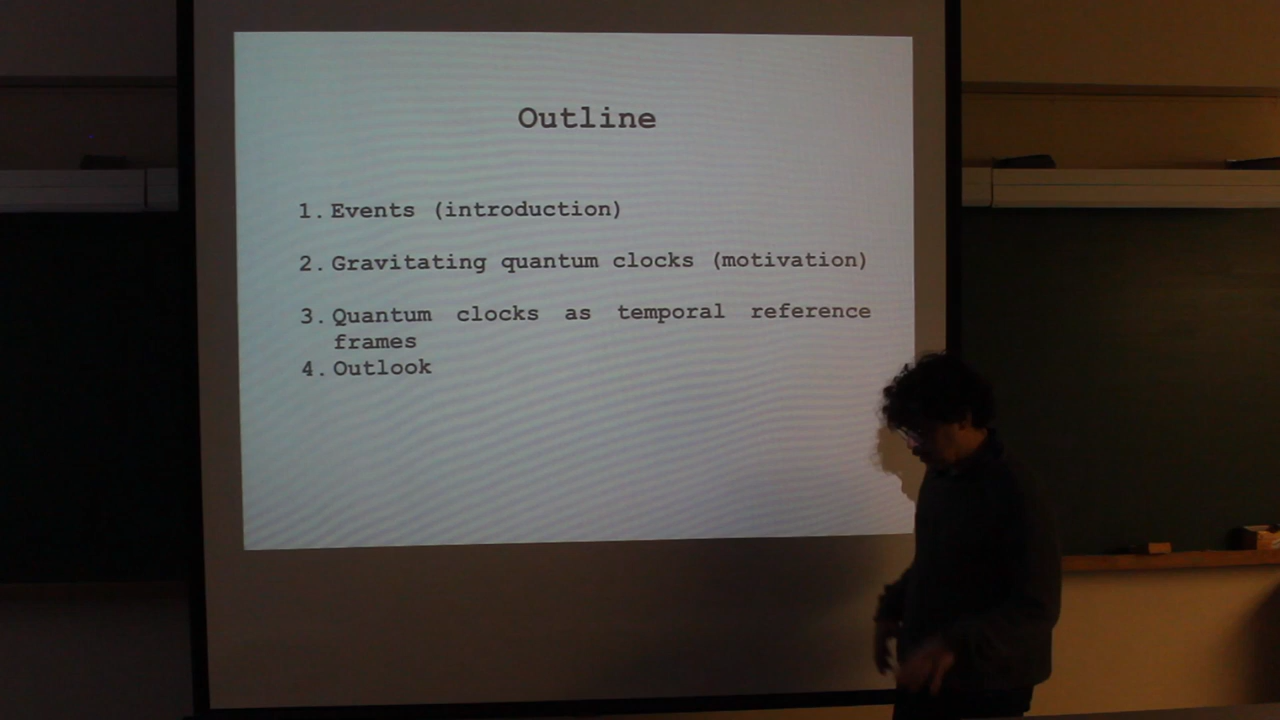 Outline
1. Events (introduction)
2. Gravitating quantum clocks (motivation)
3. Quantum clocks as temporal reference
frames
4. Outlook